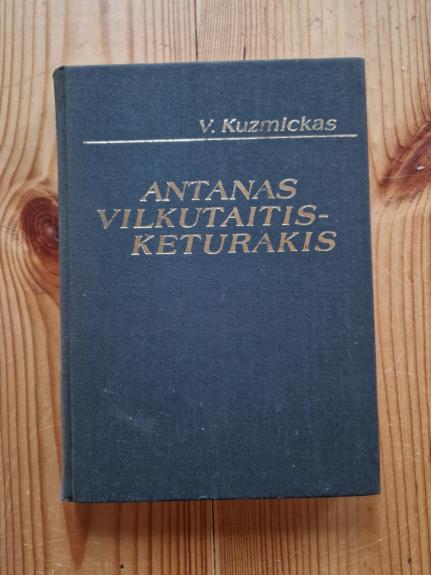 V. Kuzmickas
ANTANAS
VILKUTAITIS-
KETURAKIS